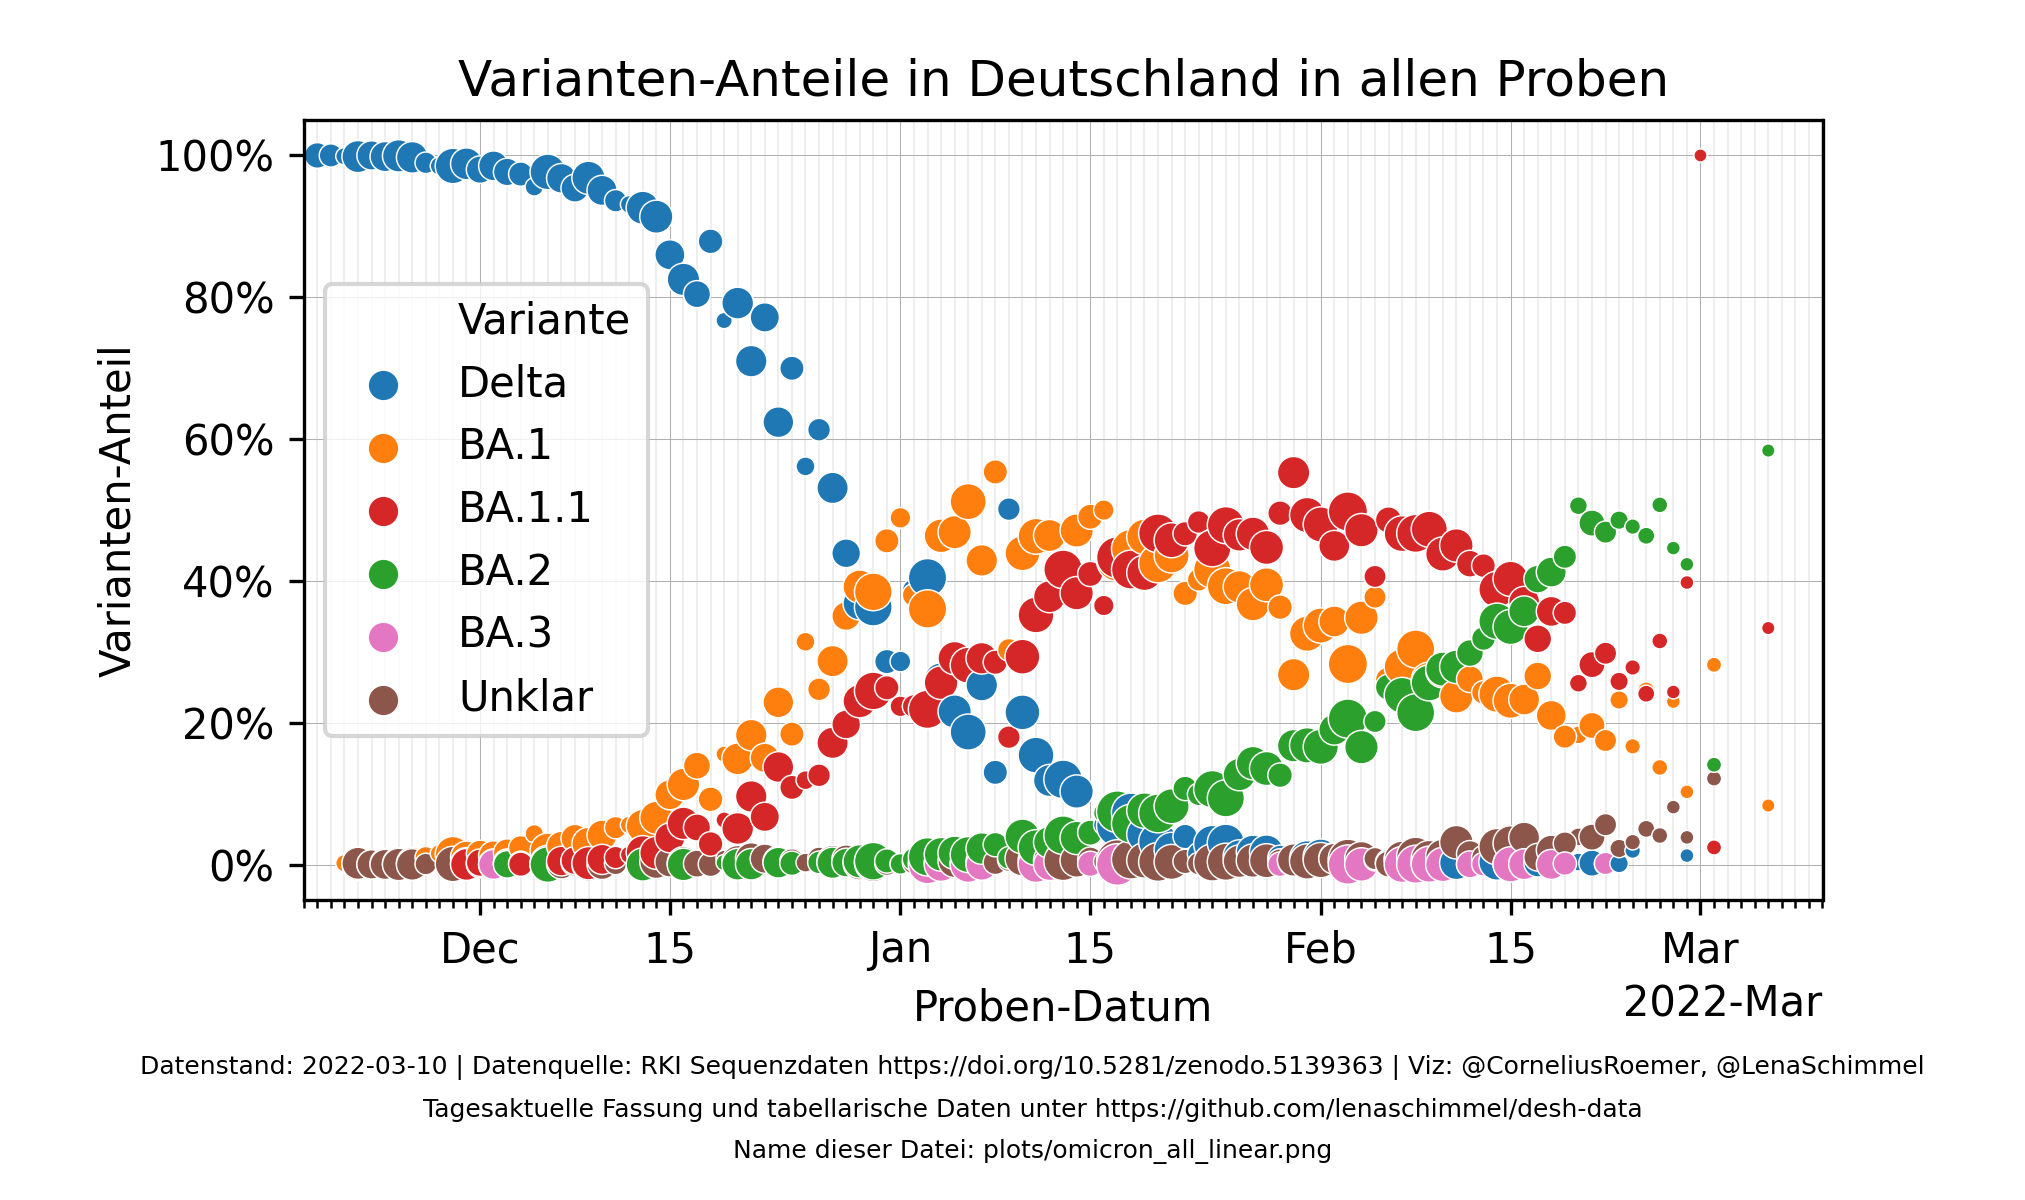 Varianten-Anteile in Deutschland in allen Proben
100%
80%
60%
40%
20%
0%
Varianten-Anteil
Variante
Delta
BA.1
BA.1.1
BA.2
BA.3
Unklar
Dec 15 Jan 15 Feb 15 Mar
2022-Mar
Proben-Datum
Datenstand: 2022-03-10 | Datenquelle: RKI Sequenzdaten https://doi.org/10.5281/zenodo.5139363 | Viz: @CorneliusRoemer, @LenaSchimmel
Tagesaktuelle Fassung und tabellarische Daten unter https://github.com/lenaschimmel/desh-data
Name dieser Datei: plots/omicron_all_linear.png